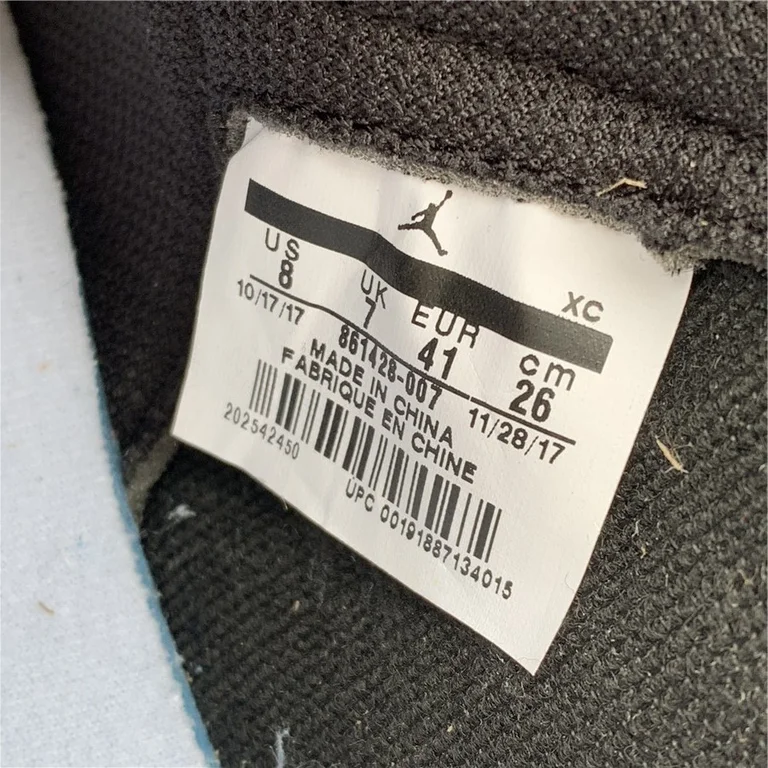 XC
US UK EUR cm
8 7 41 26
10/17/17 861428-007 11/28/17
MADE IN CHINA
FABRIQUE EN CHINE
202542450
UPC 00191887134015